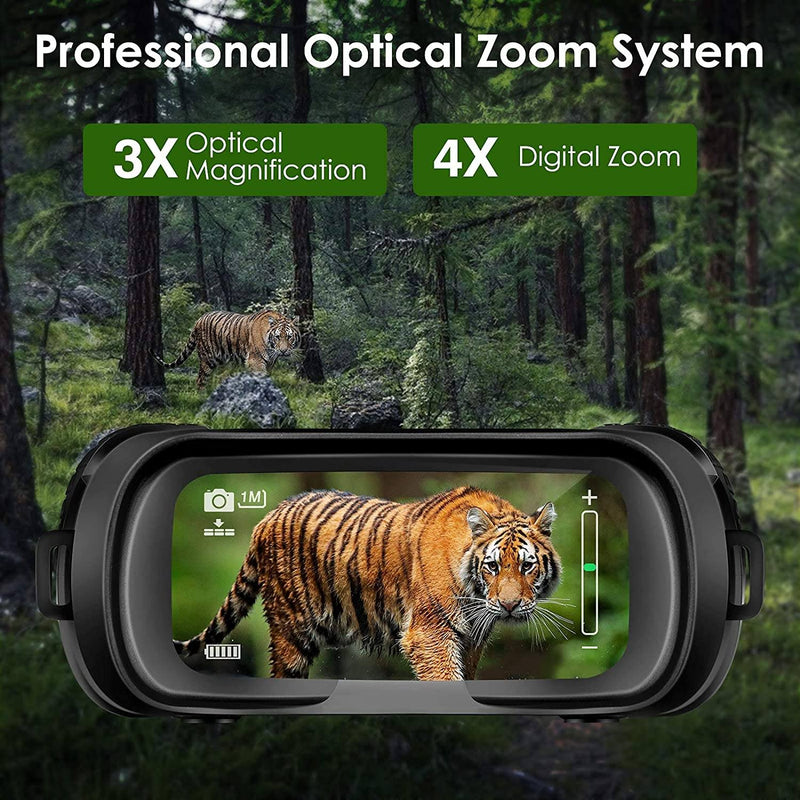 Professional Optical Zoom System
3X Optical Magnification
4X Digital Zoom
1M
+
−